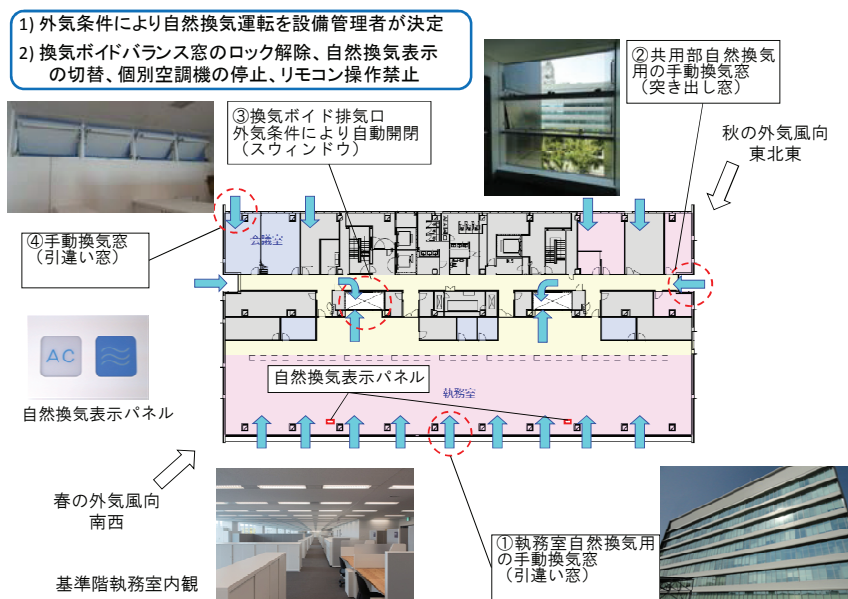 1) 外気条件により自然換気運転を設備管理者が決定
2) 換気ボイドバランス窓のロック解除、自然換気表示
の切替、個別空調機の停止、リモコン操作禁止
②共用部自然換気
用の手動換気窓
（突き出し窓）
③換気ボイド排気口
外気条件により自動開閉
（スウィンドウ）
秋の外気風向
東北東
④手動換気窓
（引違い窓）
会議室
AC
自然換気表示パネル
自然換気表示パネル
執務室
春の外気風向
南西
①執務室自然換気用
の手動換気窓
（引違い窓）
基準階執務室内観